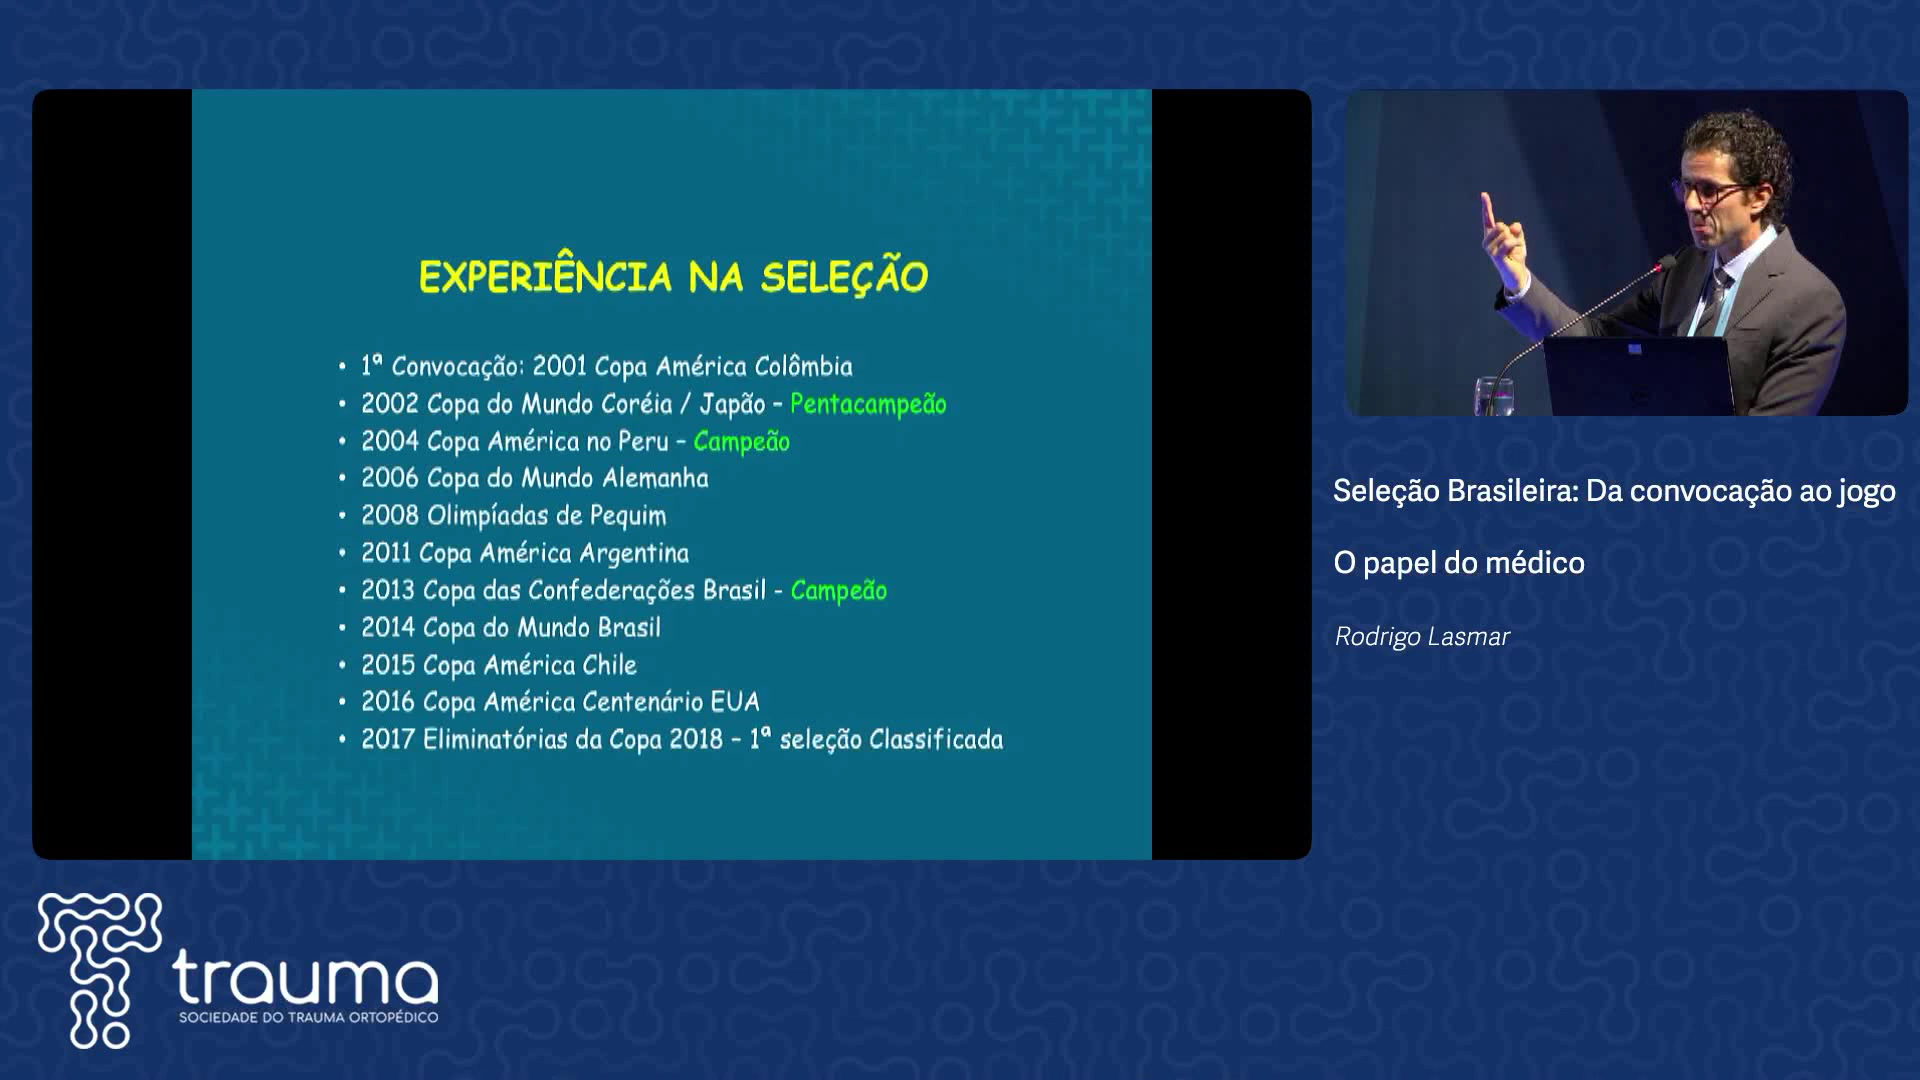 EXPERIÊNCIA NA SELEÇÃO
• 1ª Convocação: 2001 Copa América Colômbia
• 2002 Copa do Mundo Coréia / Japão – Pentacampeão
• 2004 Copa América no Peru – Campeão
• 2006 Copa do Mundo Alemanha
• 2008 Olimpíadas de Pequim
• 2011 Copa América Argentina
• 2013 Copa das Confederações Brasil - Campeão
• 2014 Copa do Mundo Brasil
• 2015 Copa América Chile
• 2016 Copa América Centenário EUA
• 2017 Eliminatórias da Copa 2018 – 1ª seleção Classificada
Seleção Brasileira: Da convocação ao jogo
O papel do médico
Rodrigo Lasmar
trauma
SOCIEDADE DO TRAUMA ORTOPÉDICO